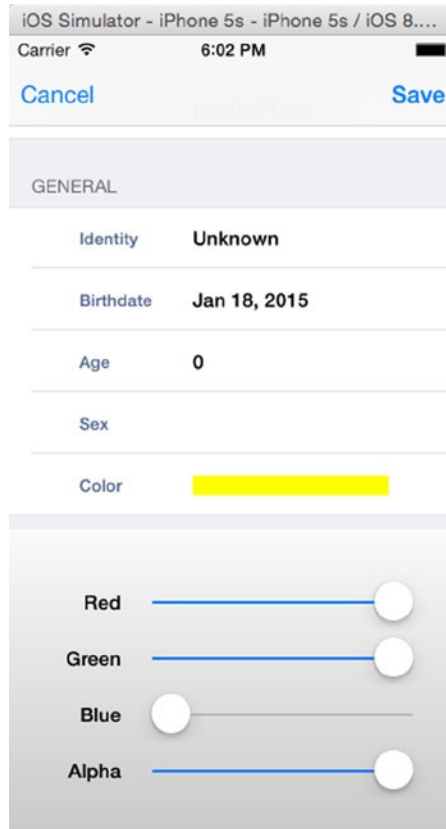 iOS Simulator - iPhone 5s - iPhone 5s / iOS 8....
Carrier 6:02 PM
Cancel Save
GENERAL
Identity Unknown
Birthdate Jan 18, 2015
Age 0
Sex
Color
Red
Green
Blue
Alpha